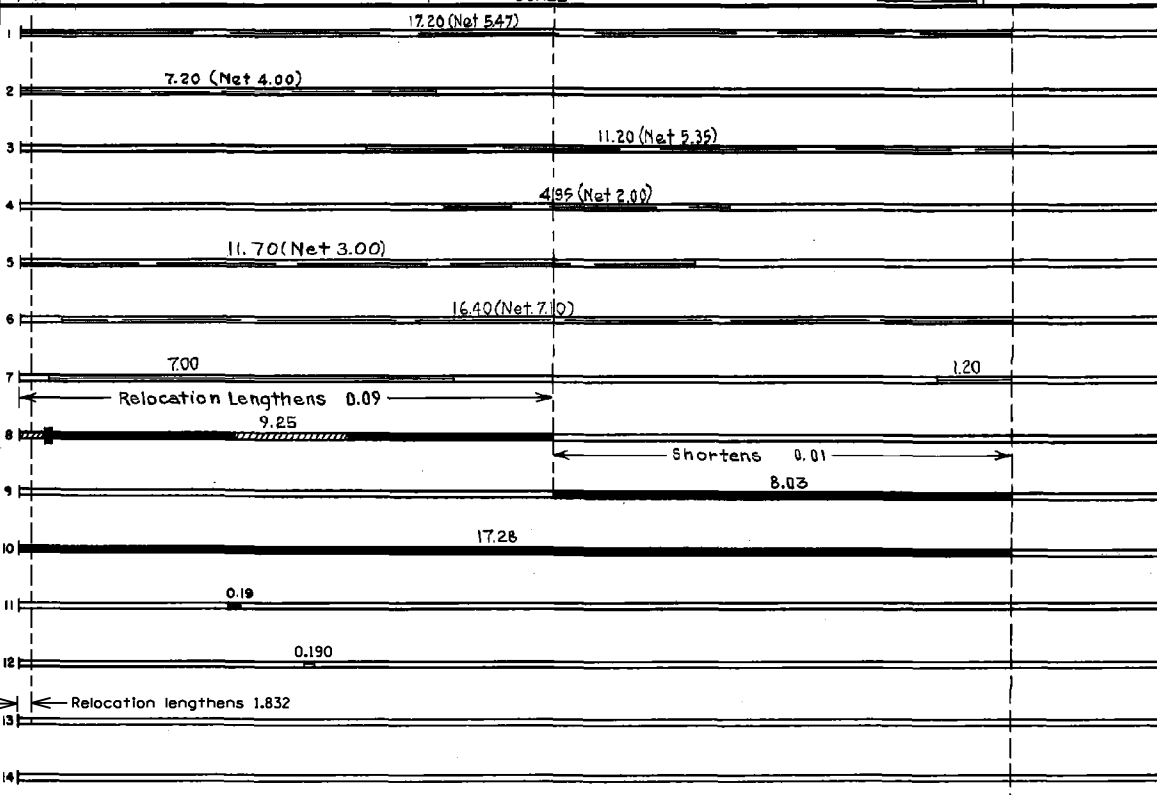 1 17.20 (Net 5.47)
2 7.20 (Net 4.00)
3 11.20 (Net 5.35)
4 4.95 (Net 2.00)
5 11.70 (Net 3.00)
6 16.40 (Net. 7.10)
7 7.00 1.20
Relocation Lengthens 0.09
8 9.25
Shortens 0.01
9 8.03
10 17.28
11 0.19
12 0.190
Relocation lengthens 1.832
13
14